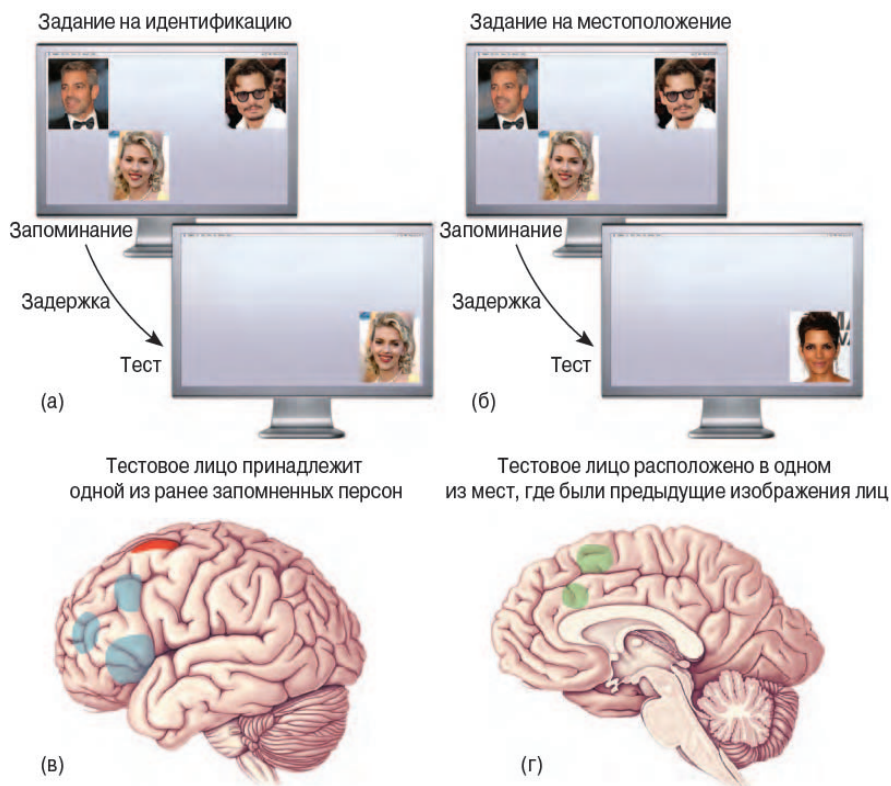 Задание на идентификацию
Задание на местоположение
Запоминание
Задержка
Тест
(а)
Запоминание
Задержка
Тест
(б)
Тестовое лицо принадлежит
одной из ранее запомненных персон
Тестовое лицо расположено в одном
из мест, где были предыдущие изображения лиц
(в)
(г)